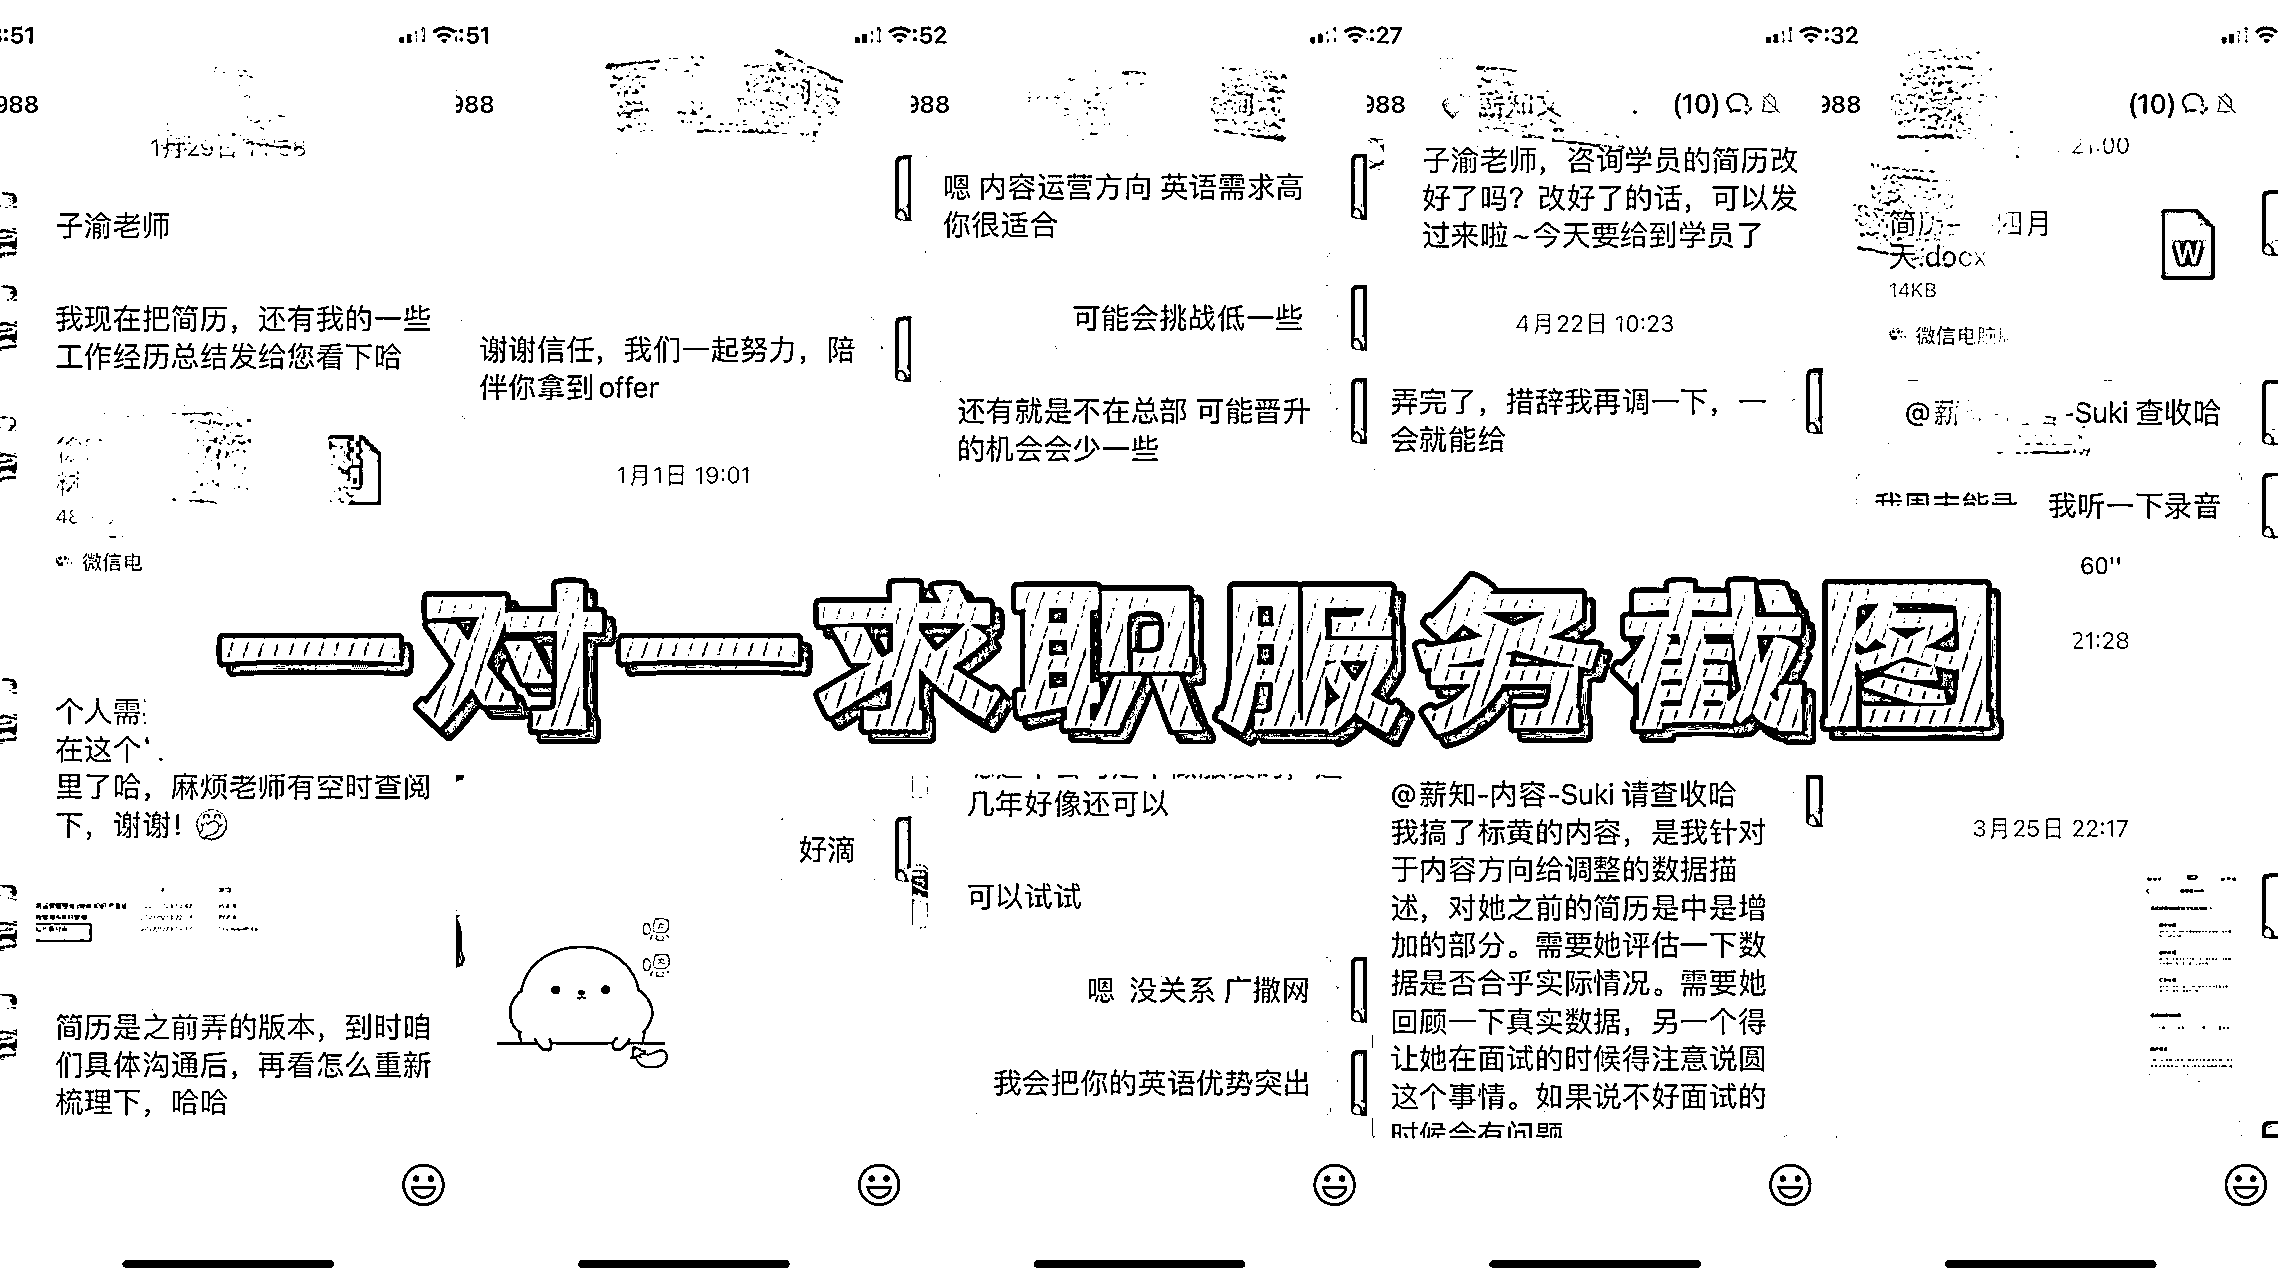 :51
988
子渝老师
我现在把简历，还有我的一些
工作经历总结发给您看下哈
微信电
个人需
在这个
里了哈，麻烦老师有空时查阅
下，谢谢！
简历是之前弄的版本，到时咱
们具体沟通后，再看怎么重新
梳理下，哈哈
:51
988
谢谢信任，我们一起努力，陪
伴你拿到offer
1月1日 19:01
好滴
嗯
嗯
:52
988
嗯 内容运营方向 英语需求高
你很适合
可能会挑战低一些
还有就是不在总部 可能晋升
的机会会少一些
几年好像还可以
可以试试
嗯 没关系 广撒网
我会把你的英语优势突出
:27
988
(10)
子渝老师，咨询学员的简历改
好了吗？改好了的话，可以发
过来啦~今天要给到学员了
4月22日 10:23
弄完了，措辞我再调一下，一
会就能给
@薪知-内容-Suki 请查收哈
我搞了标黄的内容，是我针对
于内容方向给调整的数据描
述，对她之前的简历是中是增
加的部分。需要她评估一下数
据是否合乎实际情况。需要她
回顾一下真实数据，另一个得
让她在面试的时候得注意说圆
这个事情。如果说不好面试的
时候会有问题
:32
988
(10)
21:00
简历- 四月
天.docx
W
14KB
微信电脑
@薪 -Suki 查收哈
我听一下录音
60"
21:28
3月25日 22:17
一对一求职服务截图